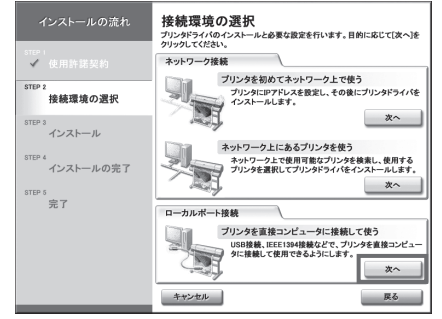 インストールの流れ
STEP 1
使用許諾契約
STEP 2
接続環境の選択
STEP 3
インストール
STEP 4
インストールの完了
STEP 5
完了
接続環境の選択
プリンタドライバのインストールと必要な設定を行います。目的に応じて[次へ]を
クリックしてください。
ネットワーク接続
プリンタを初めてネットワーク上で使う
プリンタにIPアドレスを設定し、その後にプリンタドライバを
インストールします。
次へ
ネットワーク上にあるプリンタを使う
ネットワーク上で使用可能なプリンタを検索し、使用する
プリンタを選択してプリンタドライバをインストールします。
次へ
ローカルポート接続
プリンタを直接コンピュータに接続して使う
USB接続、IEEE1394接続などで、プリンタを直接コンピュー
タに接続して使用できるようにします。
次へ
キャンセル
戻る